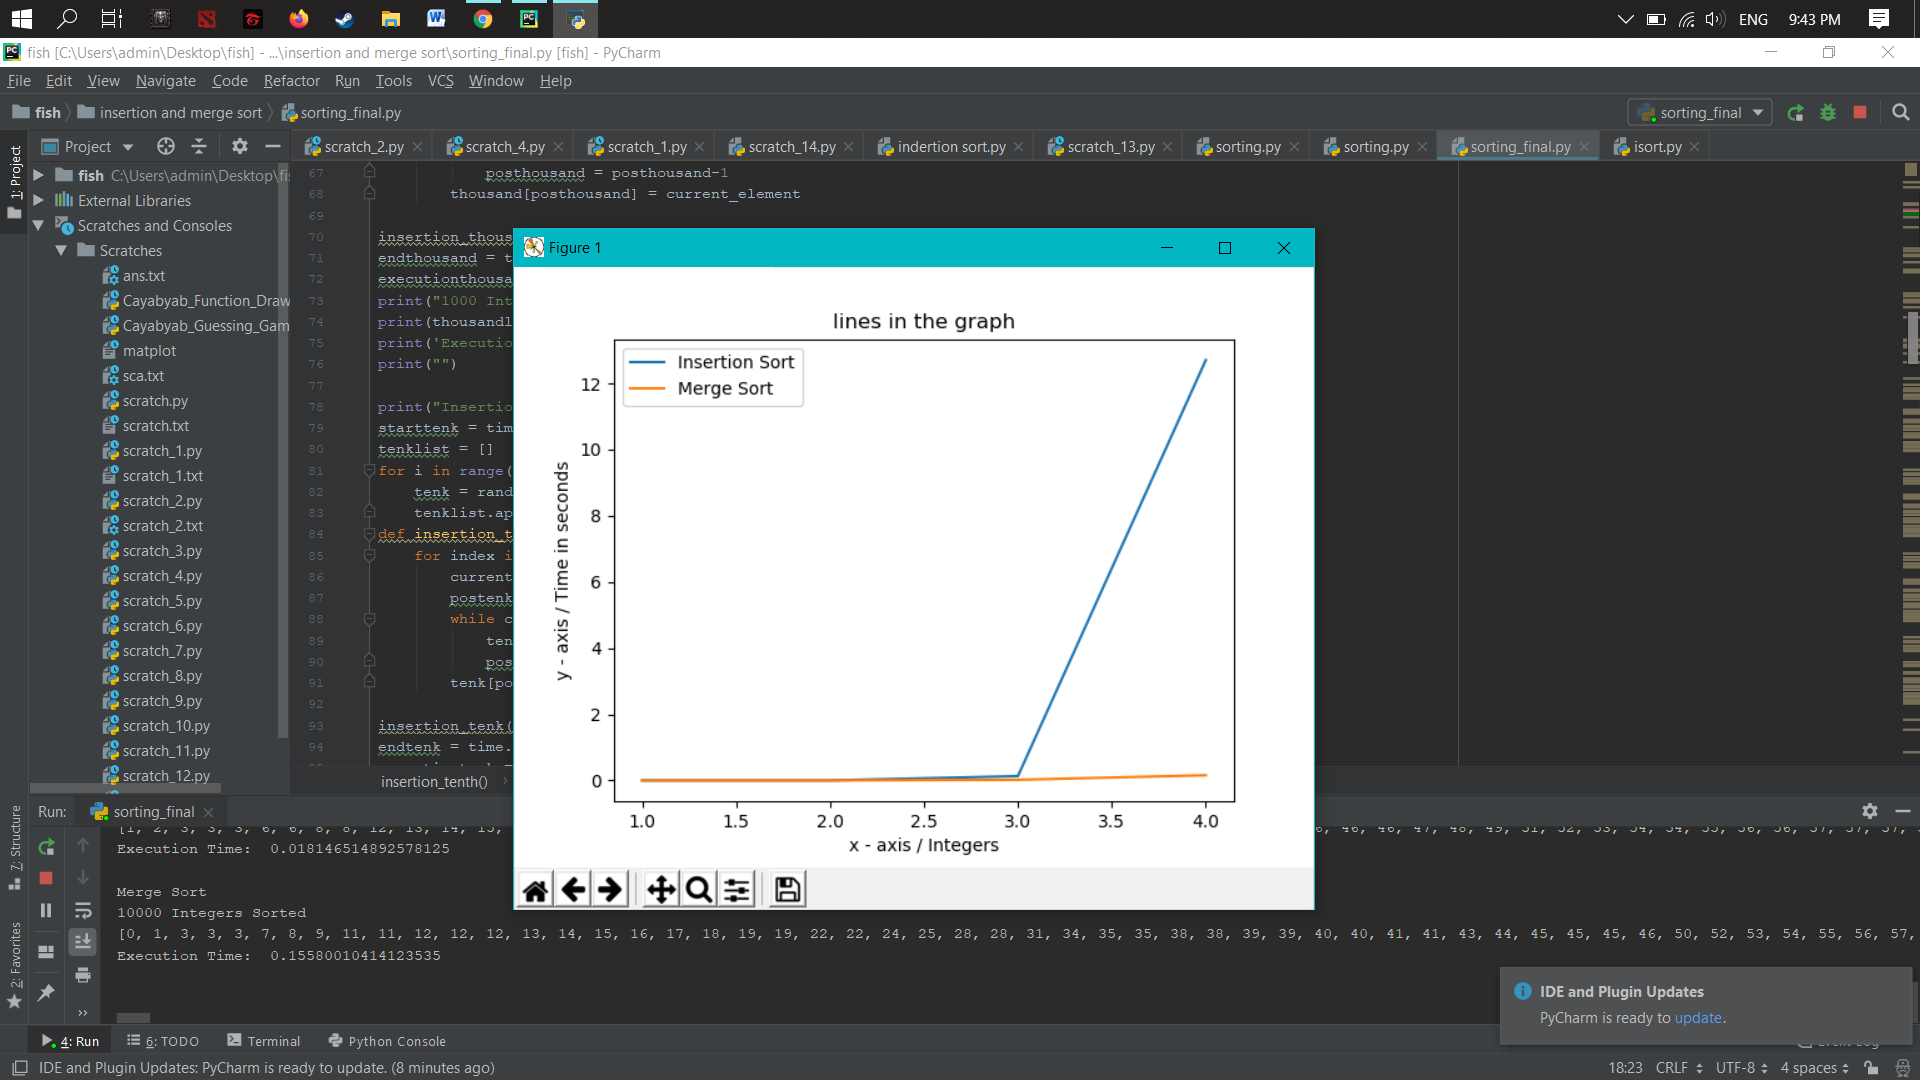 ENG
9:43 PM
fish [C:\Users\admin\Desktop\fish] - ...\insertion and merge sort\sorting_final.py [fish] - PyCharm
File Edit View Navigate Code Refactor Run Tools VCS Window Help
fish insertion and merge sort sorting_final.py
sorting_final
1: Project
Project
scratch_2.py
scratch_4.py
scratch_1.py
scratch_14.py
indertion sort.py
scratch_13.py
sorting.py
sorting.py
sorting_final.py
isort.py
fish C:\Users\admin\Desktop\fi
External Libraries
Scratches and Consoles
Scratches
ans.txt
Cayabyab_Function_Draw
Cayabyab_Guessing_Gam
matplot
sca.txt
scratch.py
scratch.txt
scratch_1.py
scratch_1.txt
scratch_2.py
scratch_2.txt
scratch_3.py
scratch_4.py
scratch_5.py
scratch_6.py
scratch_7.py
scratch_8.py
scratch_9.py
scratch_10.py
scratch_11.py
scratch_12.py
67 posthousand = posthousand-1
68 thousand[posthousand] = current_element
69
70 insertion_thous
71 endthousand = t
72 executionthousa
73 print("1000 Int
74 print(thousandl
75 print('Executio
76 print("")
77
78 print("Insertio
79 starttenk = tim
80 tenklist = []
81 for i in range(
82 tenk = rand
83 tenklist.ap
84 def insertion_t
85 for index i
86 current
87 postenk
88 while c
89 ten
90 pos
91 tenk[po
92
93 insertion_tenk(
94 endtenk = time.
insertion_tenth()
Figure 1
lines in the graph
Insertion Sort
Merge Sort
12
10
8
6
4
2
0
y - axis / Time in seconds
1.0 1.5 2.0 2.5 3.0 3.5 4.0
x - axis / Integers
Run: sorting_final
Execution Time:  0.018146514892578125
Merge Sort
10000 Integers Sorted
[0, 1, 3, 3, 3, 7, 8, 9, 11, 11, 12, 12, 12, 13, 14, 15, 16, 17, 18, 19, 19, 22, 22, 24, 25, 28, 28, 31, 34, 35, 35, 38, 38, 39, 39, 40, 40, 41, 41, 43, 44, 45, 45, 45, 46, 50, 52, 53, 54, 55, 56, 57,
Execution Time:  0.15580010414123535
7: Structure
2: Favorites
IDE and Plugin Updates
PyCharm is ready to update.
4: Run
6: TODO
Terminal
Python Console
IDE and Plugin Updates: PyCharm is ready to update. (8 minutes ago)
18:23 CRLF UTF-8 4 spaces